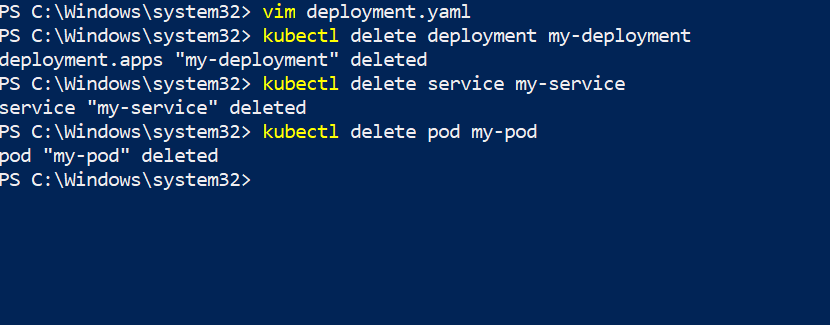 PS C:\Windows\system32> vim deployment.yaml
PS C:\Windows\system32> kubectl delete deployment my-deployment
deployment.apps "my-deployment" deleted
PS C:\Windows\system32> kubectl delete service my-service
service "my-service" deleted
PS C:\Windows\system32> kubectl delete pod my-pod
pod "my-pod" deleted
PS C:\Windows\system32>